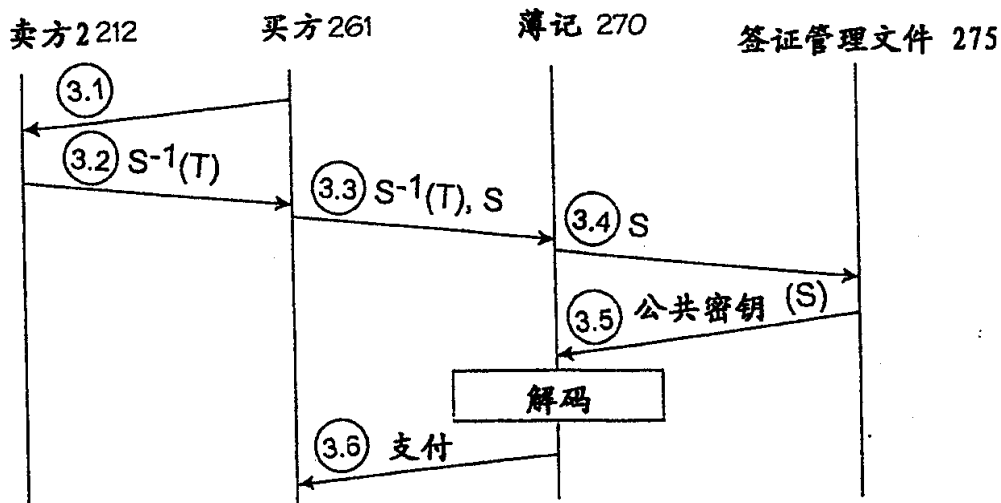 卖方2 212
买方 261
薄记 270
签证管理文件 275
3.1
3.2 S-1(T)
3.3 S-1(T), S
3.4 S
3.5 公共密钥 (S)
解码
3.6 支付